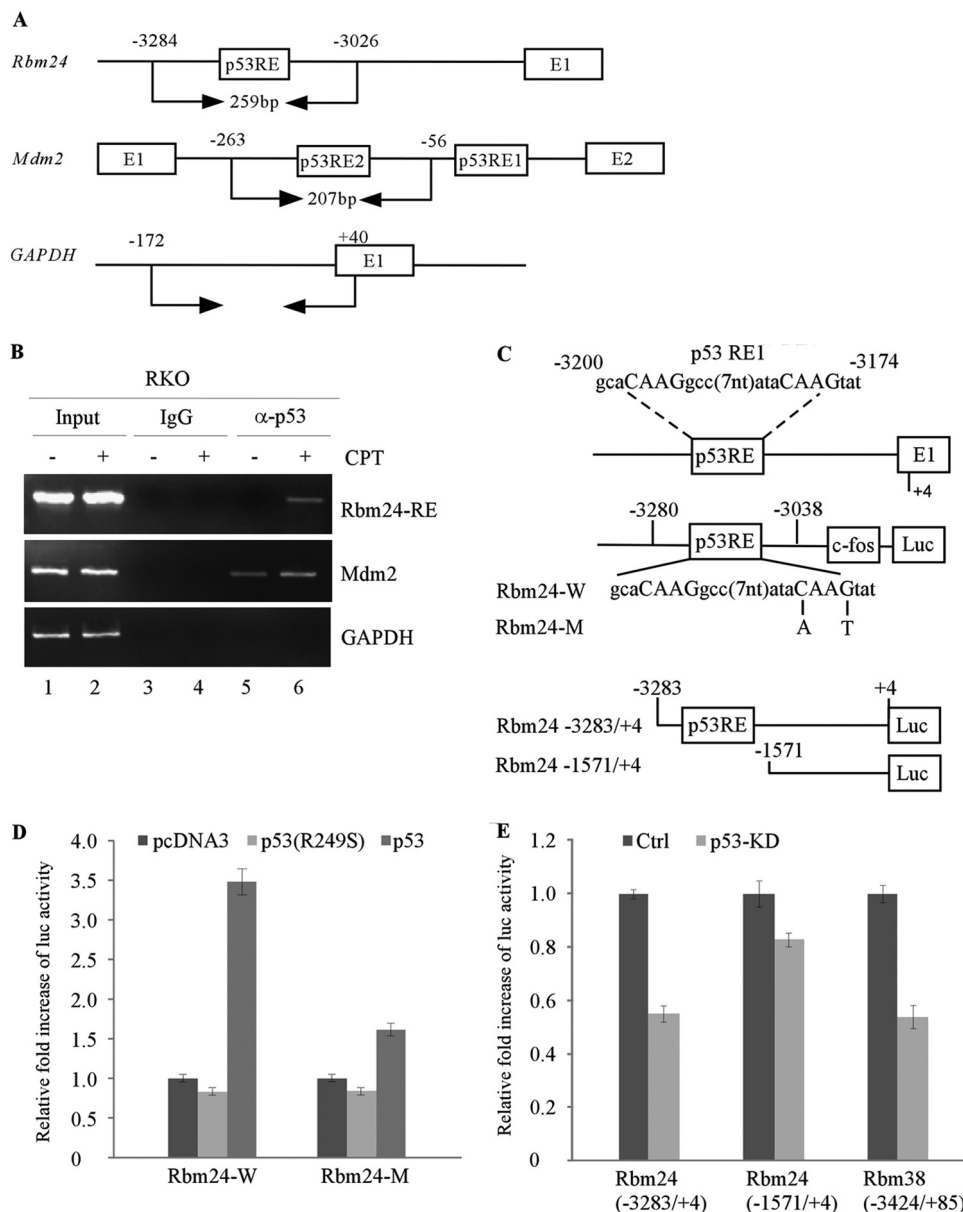 A
-3284 -3026
Rbm24 p53RE E1
259bp
-263 -56
Mdm2 E1 p53RE2 p53RE1 E2
207bp
-172 +40
GAPDH E1
B
RKO
Input IgG α-p53
- + - + - + CPT
Rbm24-RE
Mdm2
GAPDH
1 2 3 4 5 6
C
-3200 p53 RE1 -3174
gcaCAAGgcc(7nt)ataCAAGtat
p53RE E1
+4
-3280 -3038
p53RE c-fos Luc
Rbm24-W gcaCAAGgcc(7nt)ataCAAGtat
Rbm24-M A T
-3283 +4
Rbm24 -3283/+4 p53RE Luc
-1571
Rbm24 -1571/+4 Luc
D
pcDNA3 p53(R249S) p53
Relative fold increase of luc activity
4.0
3.5
3.0
2.5
2.0
1.5
1.0
0.5
0
Rbm24-W Rbm24-M
E
Ctrl p53-KD
Relative fold increase of luc activity
1.2
1.0
0.8
0.6
0.4
0.2
0
Rbm24 Rbm24 Rbm38
(-3283/+4) (-1571/+4) (-3424/+85)